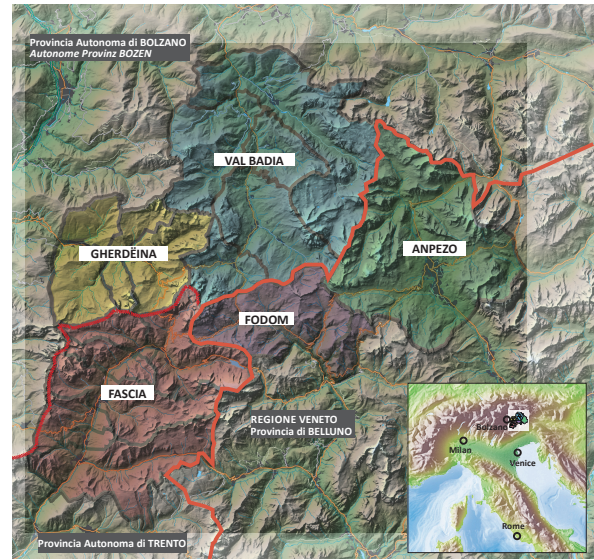 Provincia Autonoma di BOLZANO
Autonome Provinz BOZEN
VAL BADIA
ANPEZO
GHERDËINA
FODOM
FASCIA
REGIONE VENETO
Provincia di BELLUNO
Provincia Autonoma di TRENTO
Bolzano
Milan
Venice
Rome